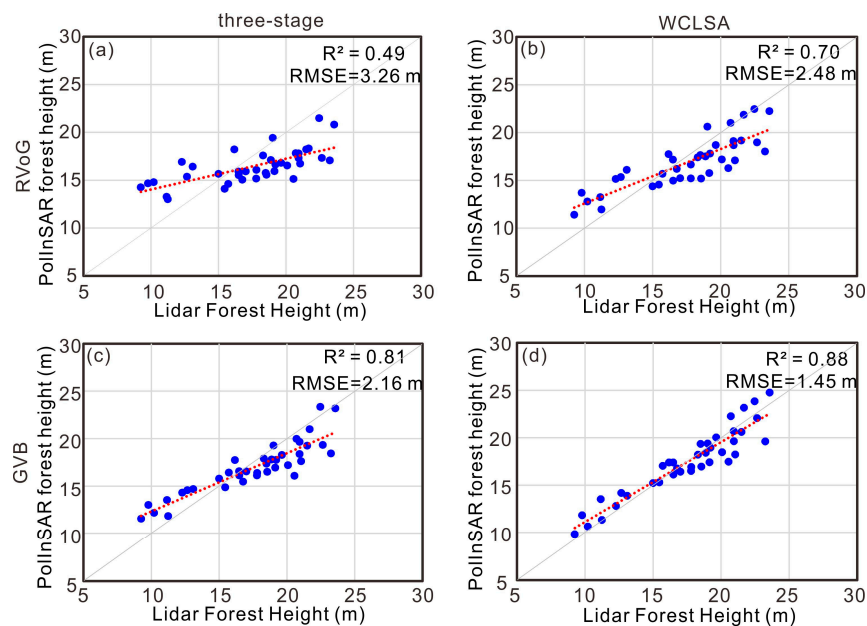 three-stage
WCLSA
RVoG
GVB
(a)
R² = 0.49
RMSE=3.26 m
PolInSAR forest height (m)
30
25
20
15
10
5
5 10 15 20 25 30
Lidar Forest Height (m)
(b)
R² = 0.70
RMSE=2.48 m
PolInSAR forest height (m)
30
25
20
15
10
5
5 10 15 20 25 30
Lidar Forest Height (m)
(c)
R² = 0.81
RMSE=2.16 m
PolInSAR forest height (m)
30
25
20
15
10
5
5 10 15 20 25 30
Lidar Forest Height (m)
(d)
R² = 0.88
RMSE=1.45 m
PolInSAR forest height (m)
30
25
20
15
10
5
5 10 15 20 25 30
Lidar Forest Height (m)